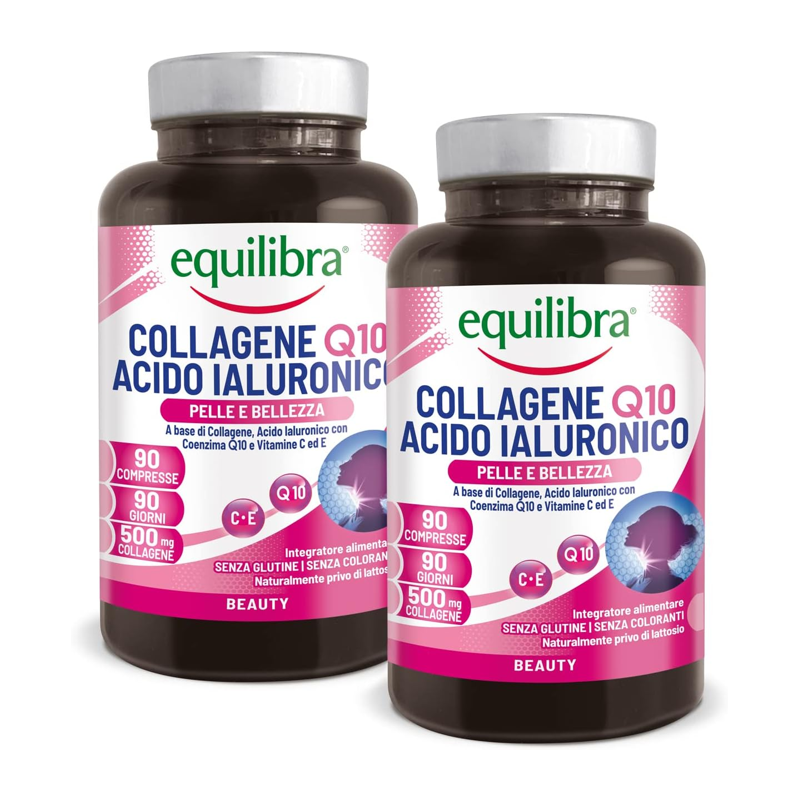 equilibra®
COLLAGENE Q10
ACIDO IALURONICO
PELLE E BELLEZZA
A base di Collagene, Acido Ialuronico con
Coenzima Q10 e Vitamine C ed E
90
COMPRESSE
90
GIORNI
500 mg
COLLAGENE
C•E
Q10
Integratore alimenta
SENZA GLUTINE | SENZA COLORANTI
Naturalmente privo di lattos
BEAUTY
equilibra®
COLLAGENE Q10
ACIDO IALURONICO
PELLE E BELLEZZA
A base di Collagene, Acido Ialuronico con
Coenzima Q10 e Vitamine C ed E
90
COMPRESSE
90
GIORNI
500 mg
COLLAGENE
C•E
Q10
Integratore alimentare
SENZA GLUTINE | SENZA COLORANTI
Naturalmente privo di lattosio
BEAUTY